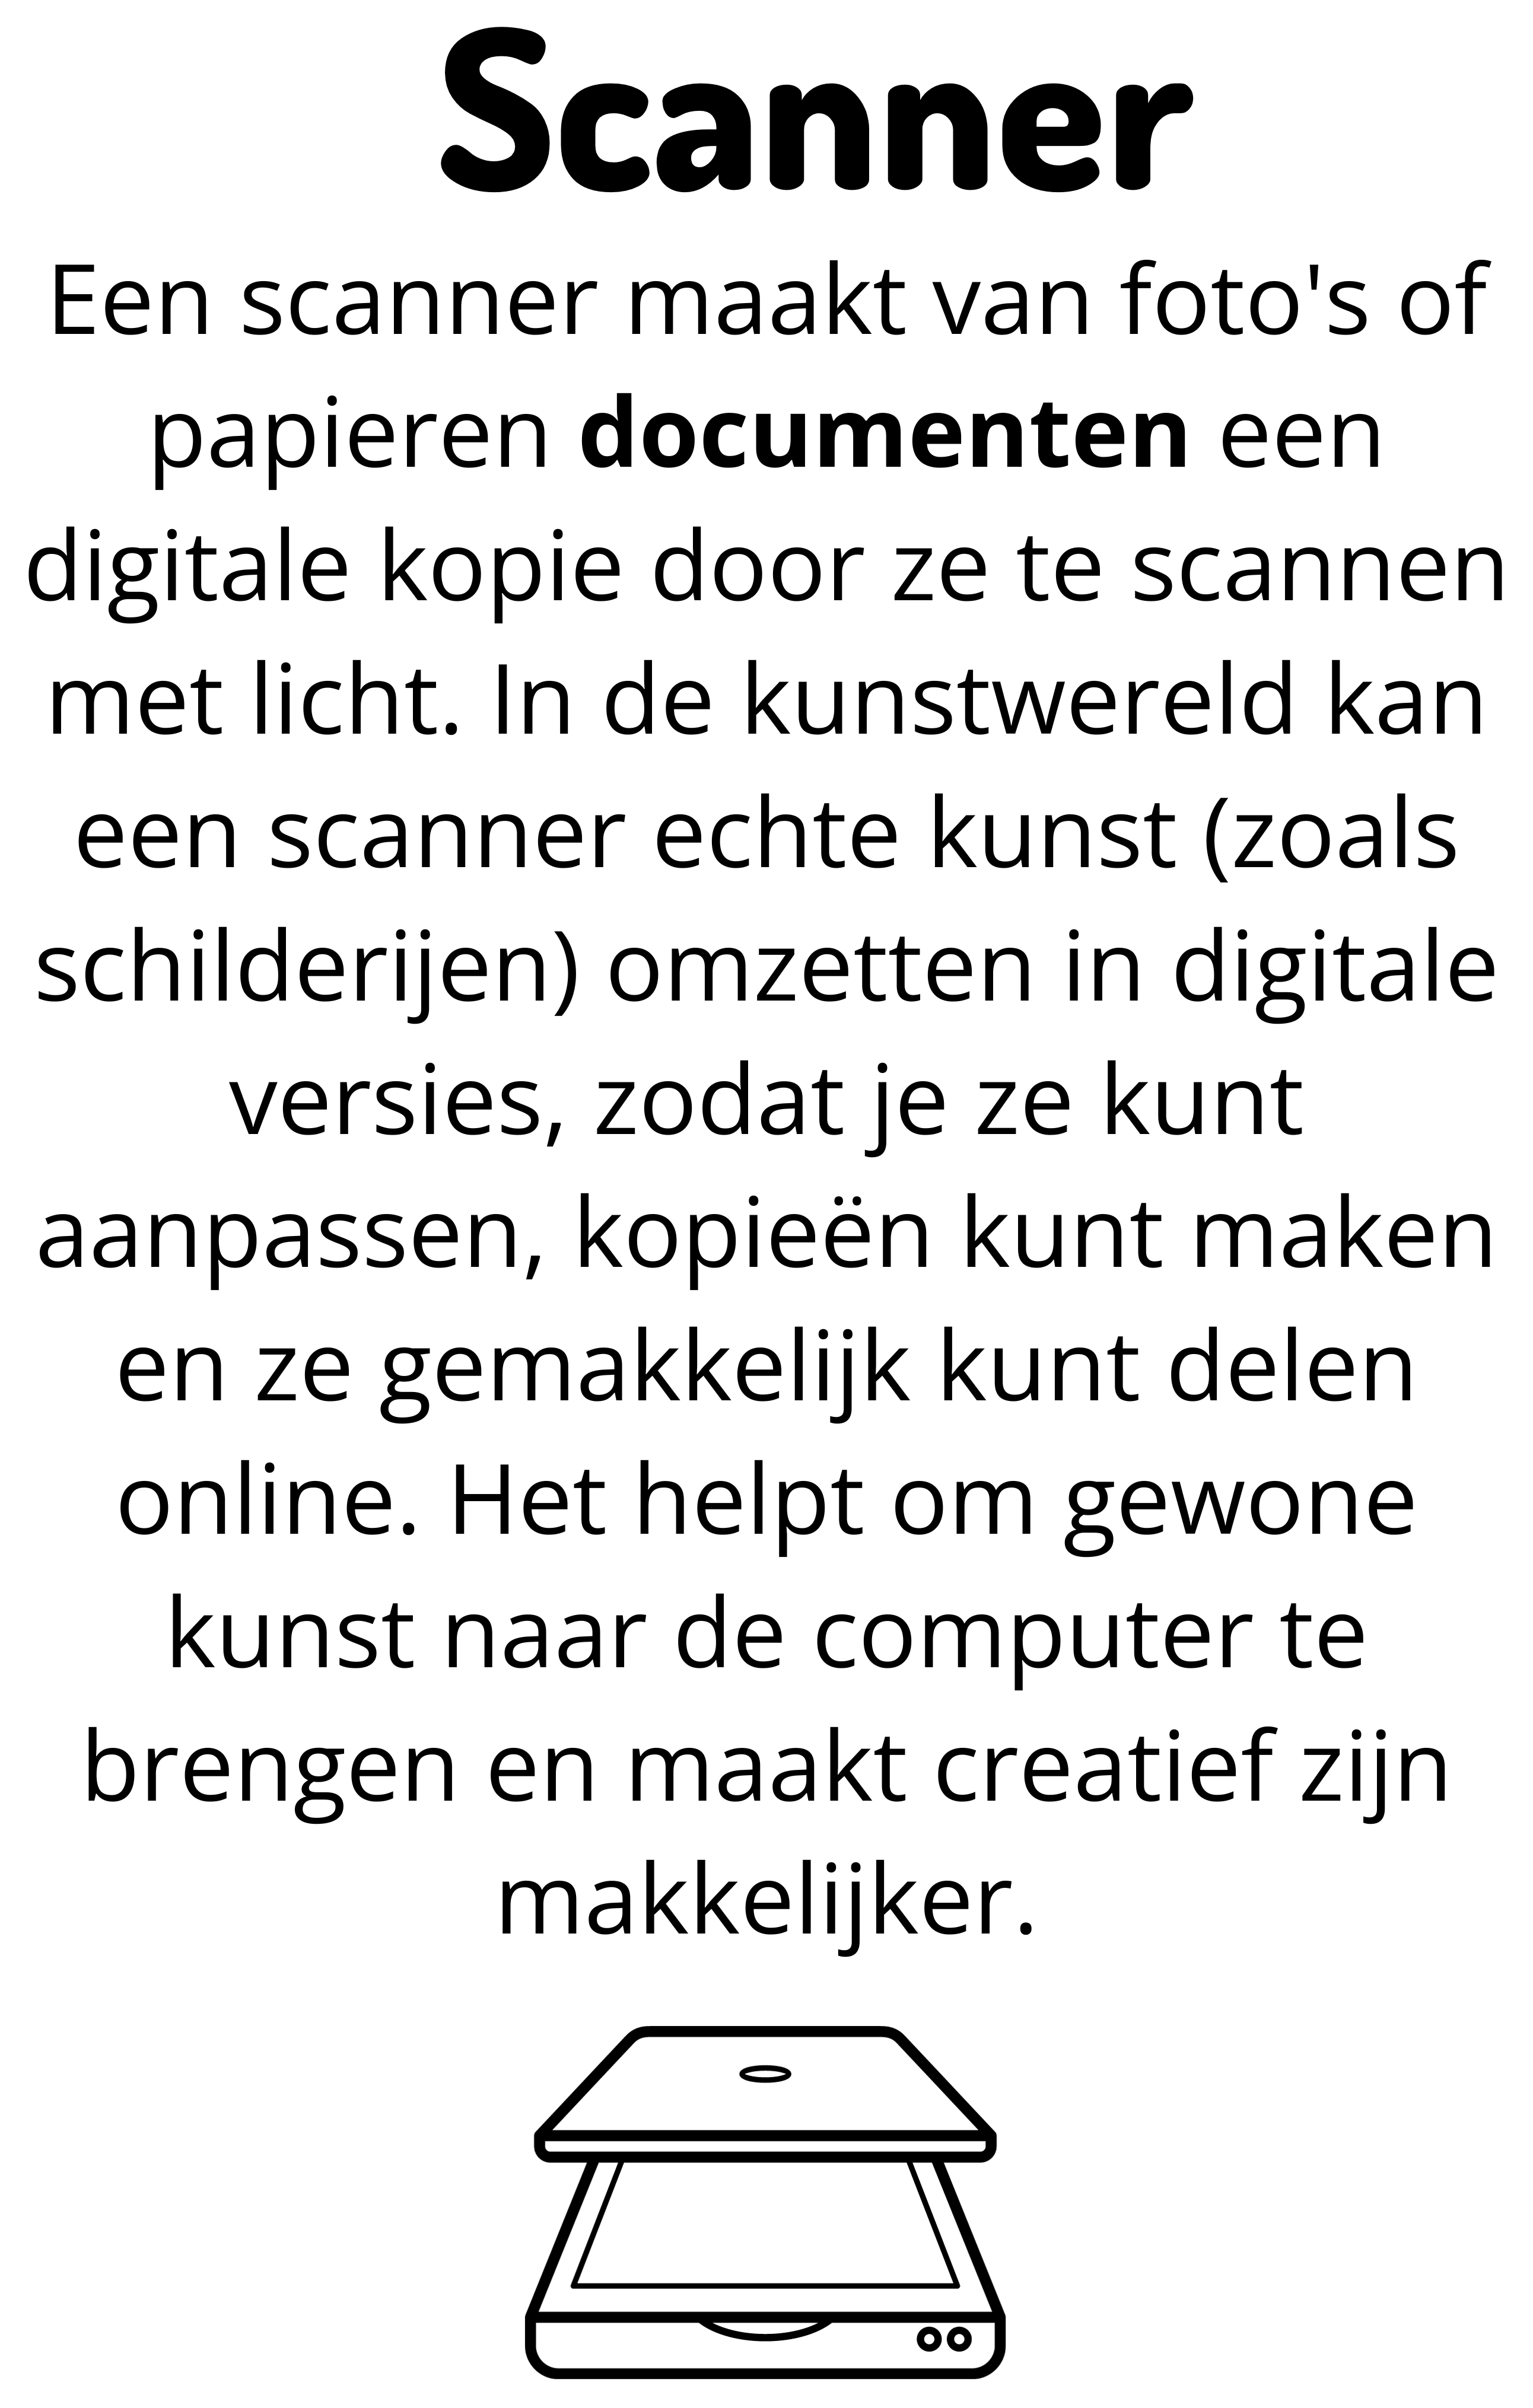 Scanner
Een scanner maakt van foto's of
papieren documenten een
digitale kopie door ze te scannen
met licht. In de kunstwereld kan
een scanner echte kunst (zoals
schilderijen) omzetten in digitale
versies, zodat je ze kunt
aanpassen, kopieën kunt maken
en ze gemakkelijk kunt delen
online. Het helpt om gewone
kunst naar de computer te
brengen en maakt creatief zijn
makkelijker.